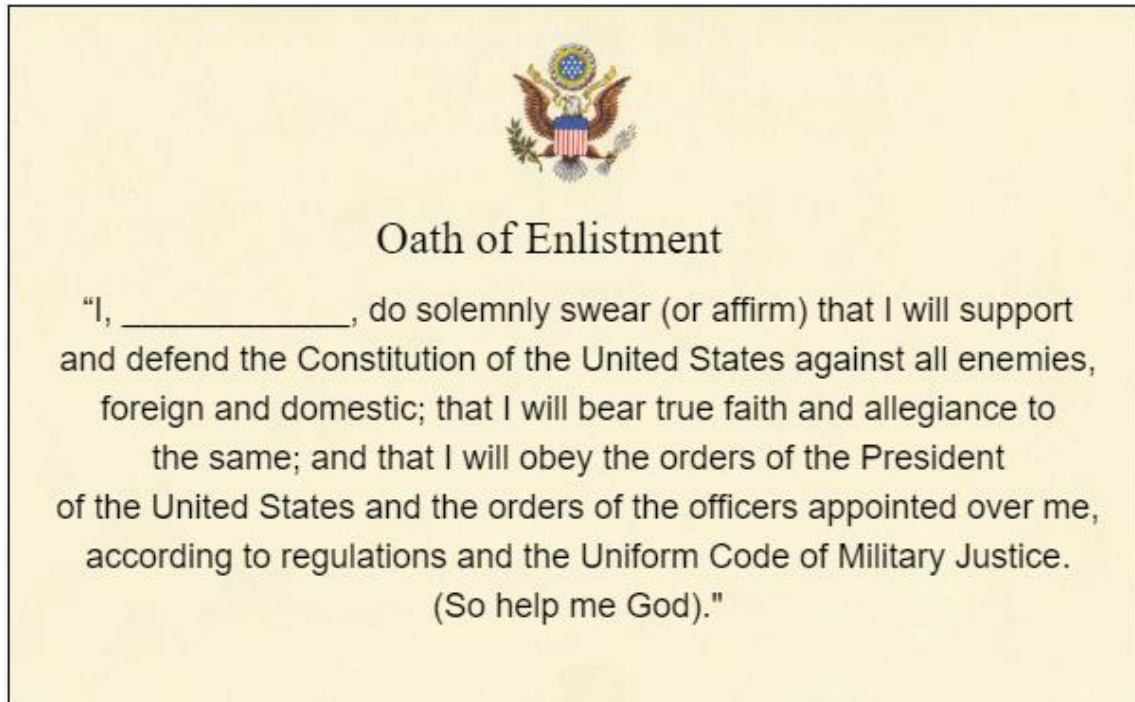 Oath of Enlistment
“I, _____________, do solemnly swear (or affirm) that I will support
and defend the Constitution of the United States against all enemies,
foreign and domestic; that I will bear true faith and allegiance to
the same; and that I will obey the orders of the President
of the United States and the orders of the officers appointed over me,
according to regulations and the Uniform Code of Military Justice.
(So help me God)."